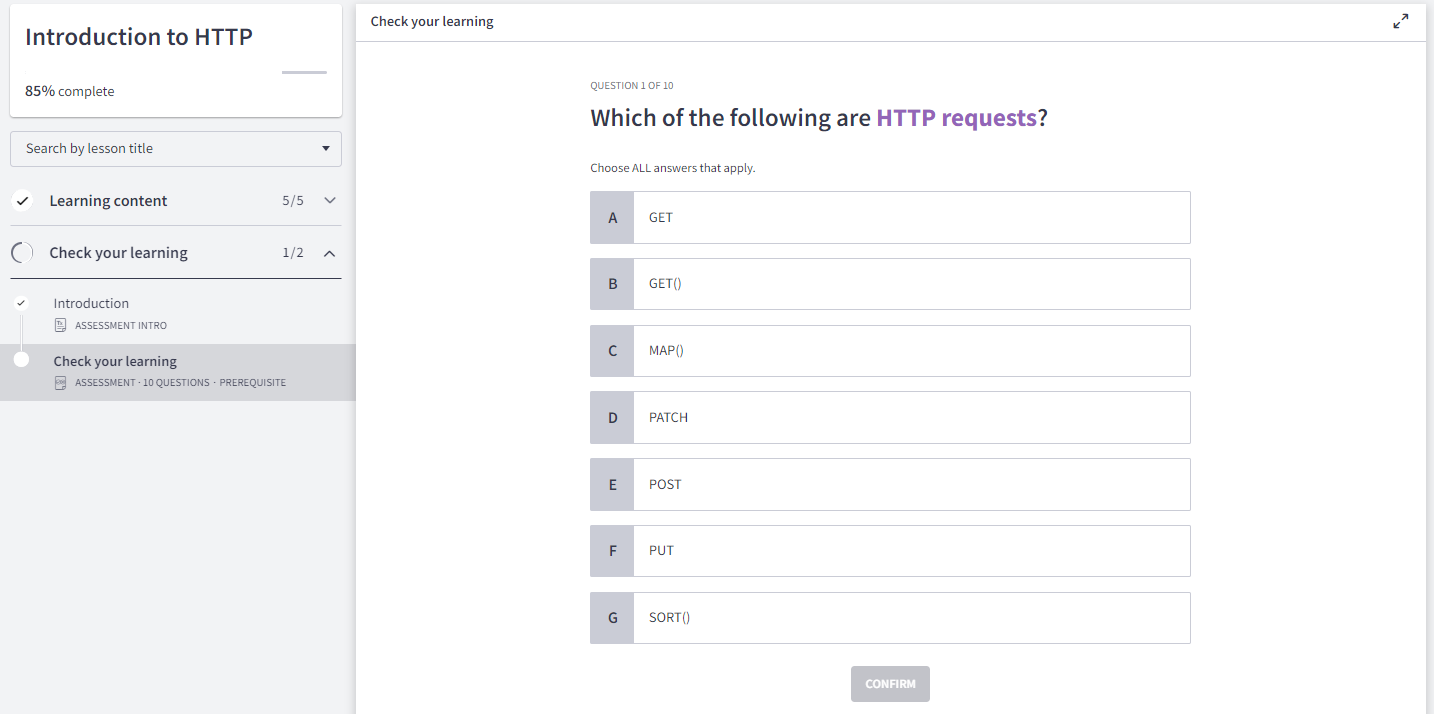 Introduction to HTTP
85% complete
Search by lesson title
Learning content 5/5
Check your learning 1/2
Introduction
ASSESSMENT INTRO
Check your learning
ASSESSMENT · 10 QUESTIONS · PREREQUISITE
Check your learning
QUESTION 1 OF 10
Which of the following are HTTP requests?
Choose ALL answers that apply.
A GET
B GET()
C MAP()
D PATCH
E POST
F PUT
G SORT()
CONFIRM